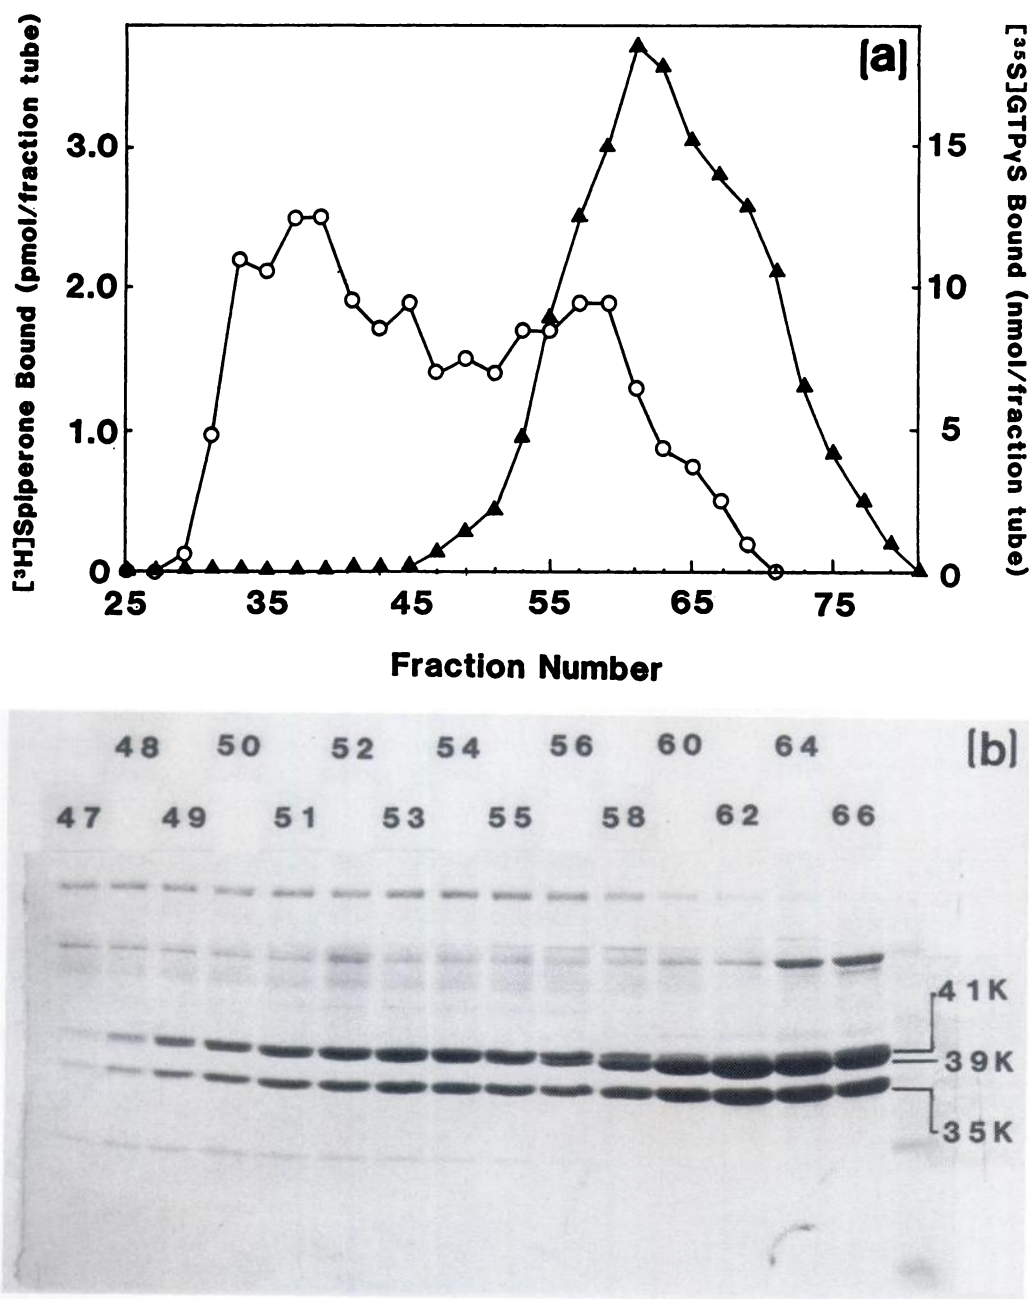 [a]
[³H]Spiperone Bound (pmol/fraction tube)
[³⁵S]GTPγS Bound (nmol/fraction tube)
3.0
2.0
1.0
0
15
10
5
0
25 35 45 55 65 75
Fraction Number
[b]
48 50 52 54 56 60 64
47 49 51 53 55 58 62 66
41K
39K
35K